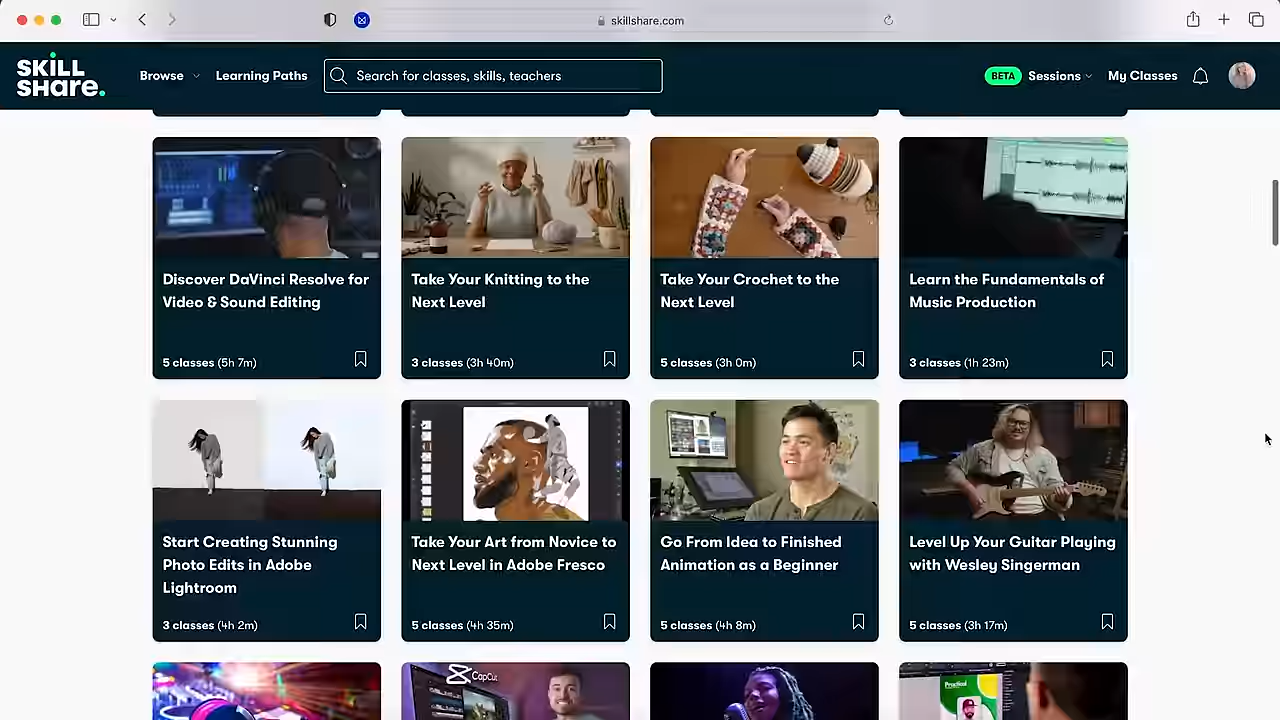 skillshare.com
SKILL
SHARE.
Browse
Learning Paths
Search for classes, skills, teachers
BETA
Sessions
My Classes
Discover DaVinci Resolve for
Video & Sound Editing
5 classes (5h 7m)
Take Your Knitting to the
Next Level
3 classes (3h 40m)
Take Your Crochet to the
Next Level
5 classes (3h 0m)
Learn the Fundamentals of
Music Production
3 classes (1h 23m)
Start Creating Stunning
Photo Edits in Adobe
Lightroom
3 classes (4h 2m)
Take Your Art from Novice to
Next Level in Adobe Fresco
5 classes (4h 35m)
Go From Idea to Finished
Animation as a Beginner
5 classes (4h 8m)
Level Up Your Guitar Playing
with Wesley Singerman
5 classes (3h 17m)
CapCut
Practical